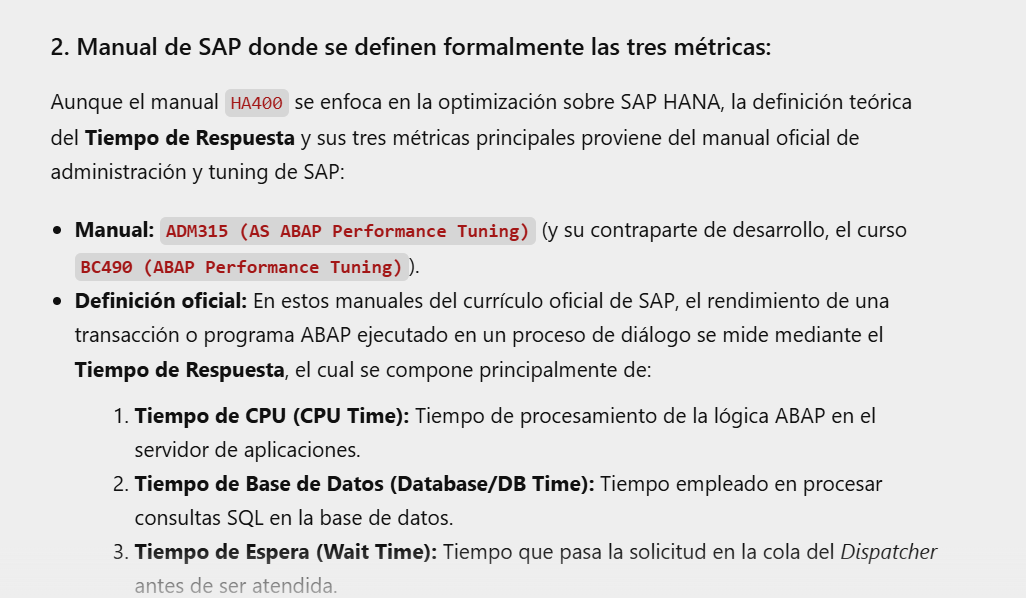 2. Manual de SAP donde se definen formalmente las tres métricas:
Aunque el manual HA400 se enfoca en la optimización sobre SAP HANA, la definición teórica
del Tiempo de Respuesta y sus tres métricas principales proviene del manual oficial de
administración y tuning de SAP:
• Manual: ADM315 (AS ABAP Performance Tuning) (y su contraparte de desarrollo, el curso
BC490 (ABAP Performance Tuning)).
• Definición oficial: En estos manuales del currículo oficial de SAP, el rendimiento de una
transacción o programa ABAP ejecutado en un proceso de diálogo se mide mediante el
Tiempo de Respuesta, el cual se compone principalmente de:
1. Tiempo de CPU (CPU Time): Tiempo de procesamiento de la lógica ABAP en el
servidor de aplicaciones.
2. Tiempo de Base de Datos (Database/DB Time): Tiempo empleado en procesar
consultas SQL en la base de datos.
3. Tiempo de Espera (Wait Time): Tiempo que pasa la solicitud en la cola del Dispatcher
antes de ser atendida.